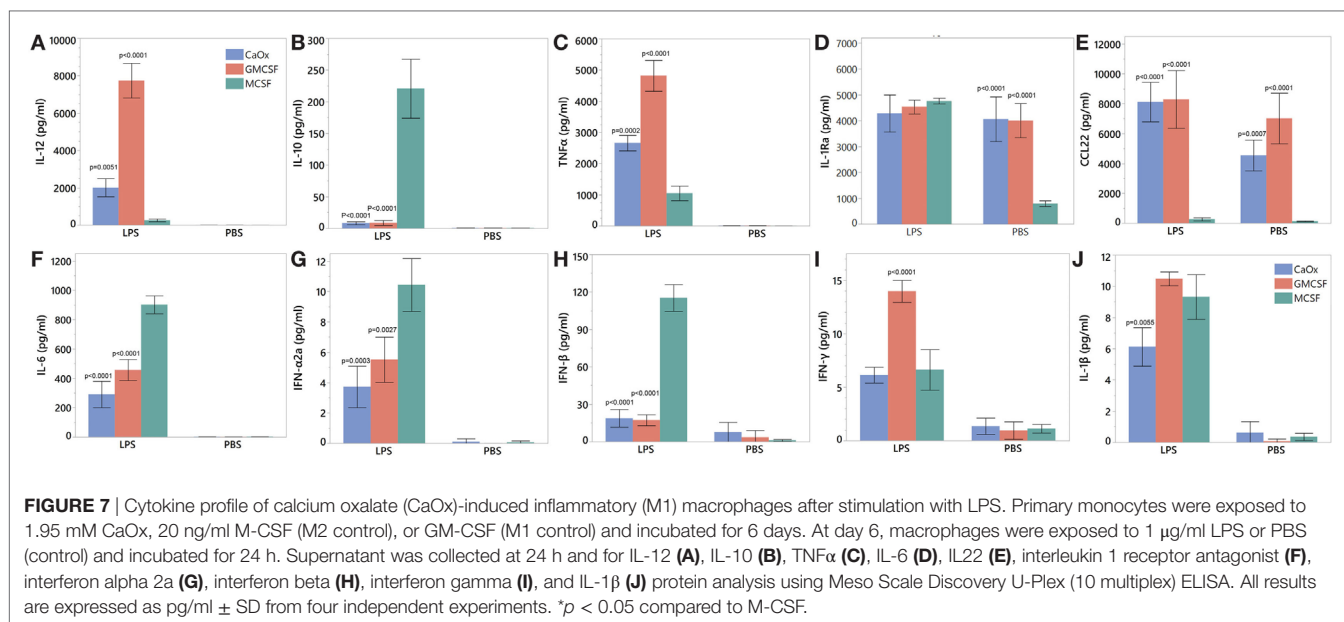 A
IL-12 (pg/ml)
10000
8000
6000
4000
2000
0
p=0.0051
p<0.0001
CaOx
GMCSF
MCSF
LPS
PBS
B
IL-10 (pg/ml)
300
250
200
150
100
50
0
P<0.0001
P<0.0001
LPS
PBS
C
TNFα (pg/ml)
6000
5000
4000
3000
2000
1000
0
p=0.0002
p<0.0001
LPS
PBS
D
IL-1Ra (pg/ml)
7000
6000
5000
4000
3000
2000
1000
0
p<0.0001
p<0.0001
LPS
PBS
E
CCL22 (pg/ml)
12000
10000
8000
6000
4000
2000
0
p<0.0001
p<0.0001
p=0.0007
p<0.0001
LPS
PBS
F
IL-6 (pg/ml)
1200
1000
800
600
400
200
0
p<0.0001
p<0.0001
LPS
PBS
G
IFN-α2a (pg/ml)
12
10
8
6
4
2
0
p=0.0003
p=0.0027
LPS
PBS
H
IFN-β (pg/ml)
150
120
90
60
30
0
p<0.0001
p<0.0001
LPS
PBS
I
IFN-γ (pg/ml)
15
10
5
0
p<0.0001
LPS
PBS
J
IL-1β (pg/ml)
12
10
8
6
4
2
0
p=0.0055
CaOx
GMCSF
MCSF
LPS
PBS
FIGURE 7 | Cytokine profile of calcium oxalate (CaOx)-induced inflammatory (M1) macrophages after stimulation with LPS. Primary monocytes were exposed to
1.95 mM CaOx, 20 ng/ml M-CSF (M2 control), or GM-CSF (M1 control) and incubated for 6 days. At day 6, macrophages were exposed to 1 μg/ml LPS or PBS
(control) and incubated for 24 h. Supernatant was collected at 24 h and for IL-12 (A), IL-10 (B), TNFα (C), IL-6 (D), IL22 (E), interleukin 1 receptor antagonist (F),
interferon alpha 2a (G), interferon beta (H), interferon gamma (I), and IL-1β (J) protein analysis using Meso Scale Discovery U-Plex (10 multiplex) ELISA. All results
are expressed as pg/ml ± SD from four independent experiments. *p < 0.05 compared to M-CSF.